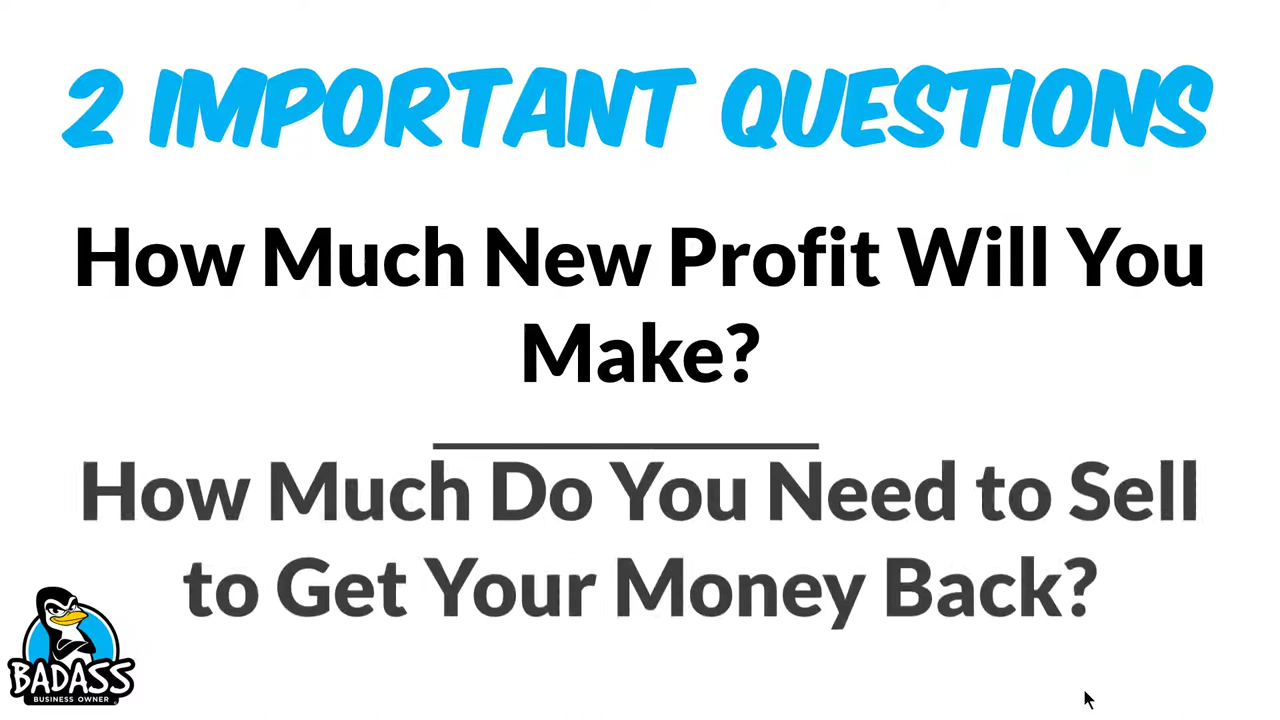 2 IMPORTANT QUESTIONS
How Much New Profit Will You
Make?
How Much Do You Need to Sell
to Get Your Money Back?
BADASS
BUSINESS OWNER